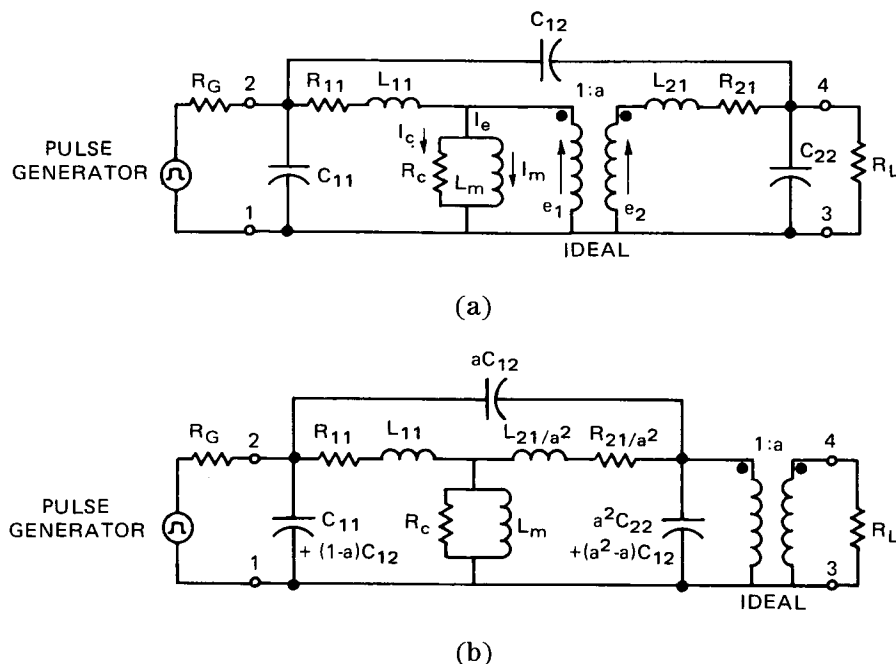 C12
RG
2
R11
L11
1:a
L21
R21
4
PULSE
GENERATOR
C11
Ic
Ie
Rc
Lm
Im
e1
e2
C22
RL
1
3
IDEAL
(a)
aC12
RG
2
R11
L11
L21/a²
R21/a²
1:a
4
PULSE
GENERATOR
C11
+ (1-a)C12
Rc
Lm
a²C22
+(a²-a)C12
RL
1
3
IDEAL
(b)